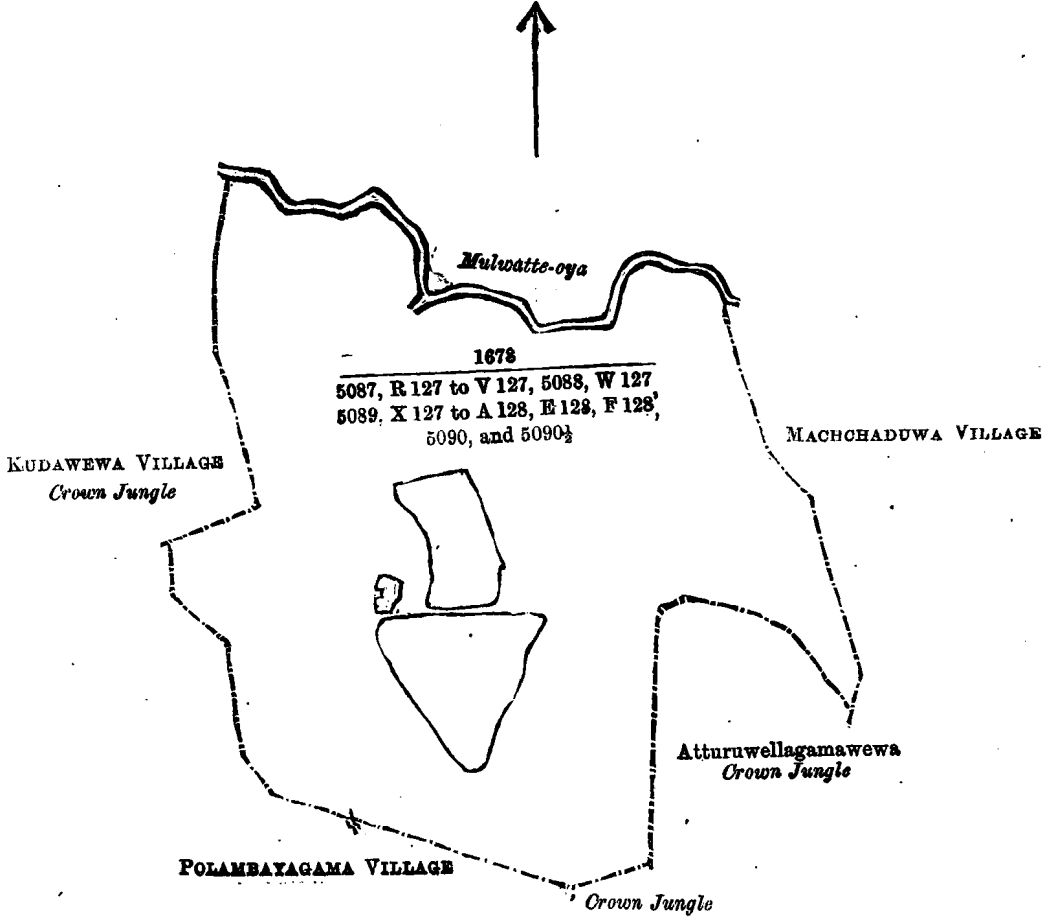 Mulwatte-oya
1678
5087, R 127 to V 127, 5088, W 127
5089, X 127 to A 128, E 128, F 128,
5090, and 5090½
MACHCHADUWA VILLAGE
KUDAWEWA VILLAGE
Crown Jungle
Atturuwellagamawewa
Crown Jungle
POLAMBAYAGAMA VILLAGE
Crown Jungle